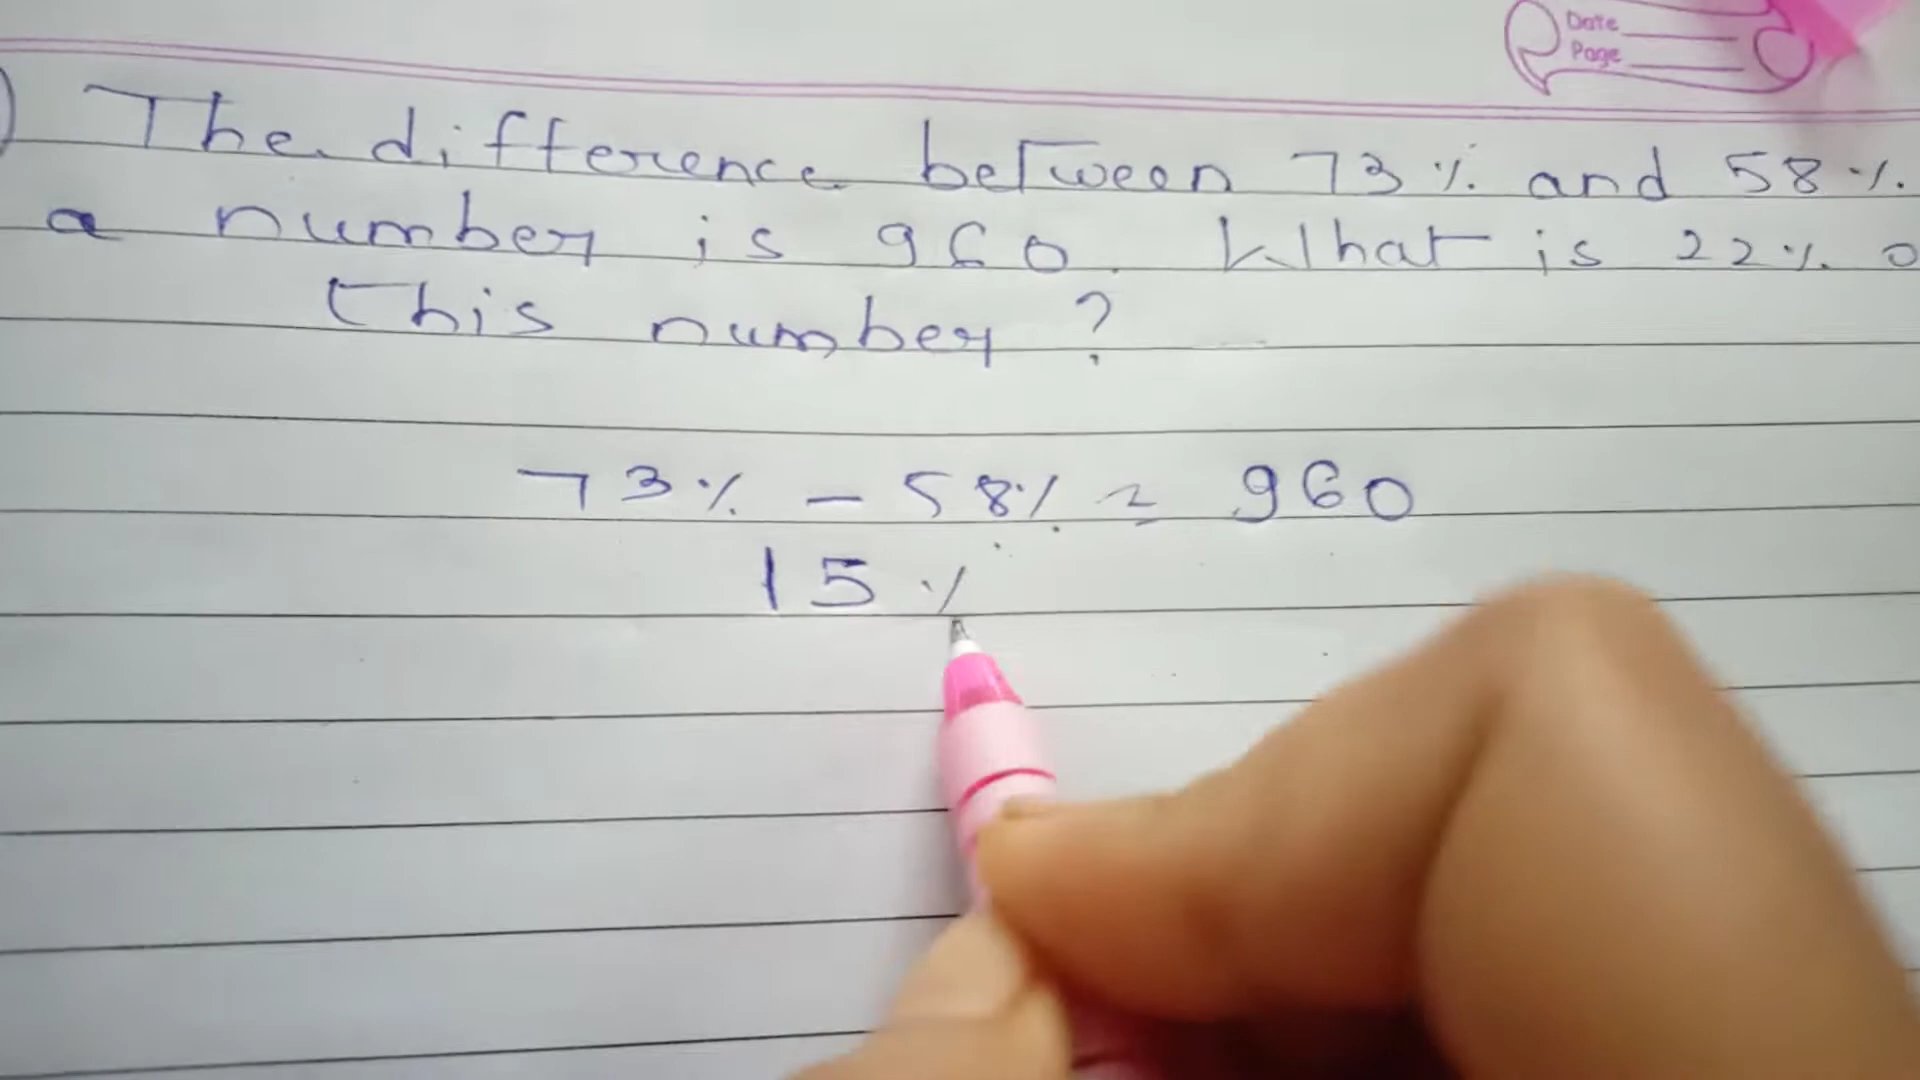 Date
Page
) The difference between 73% and 58%
a number is 960. What is 22% o
this number ?
73% - 58% = 960
15%